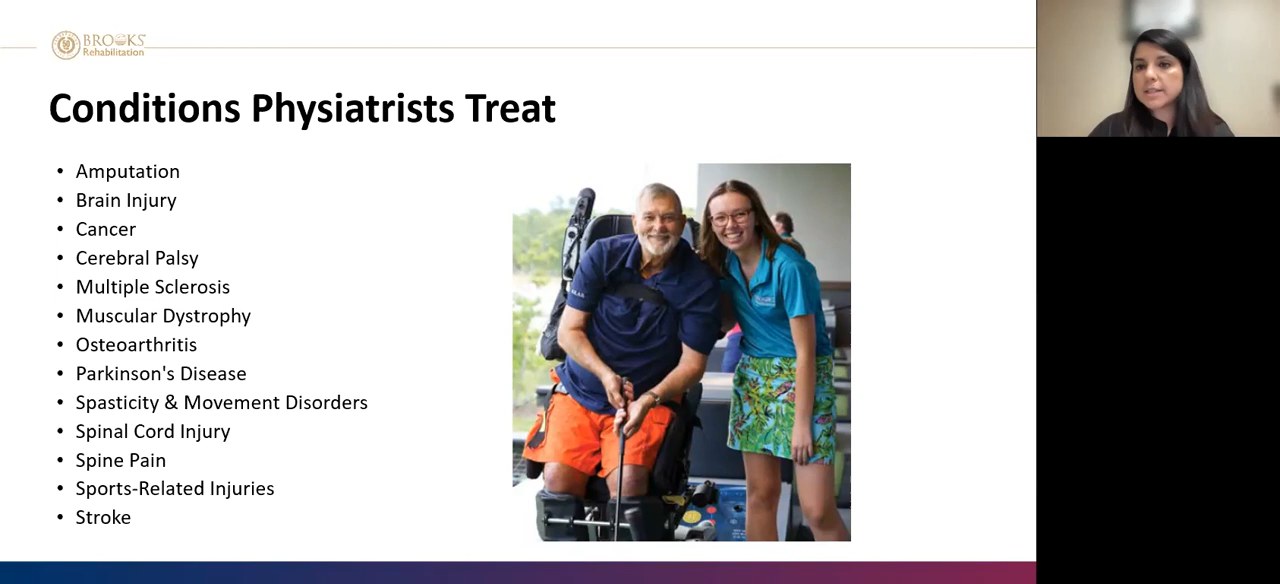 BROOKS
Rehabilitation
Conditions Physiatrists Treat
• Amputation
• Brain Injury
• Cancer
• Cerebral Palsy
• Multiple Sclerosis
• Muscular Dystrophy
• Osteoarthritis
• Parkinson's Disease
• Spasticity & Movement Disorders
• Spinal Cord Injury
• Spine Pain
• Sports-Related Injuries
• Stroke